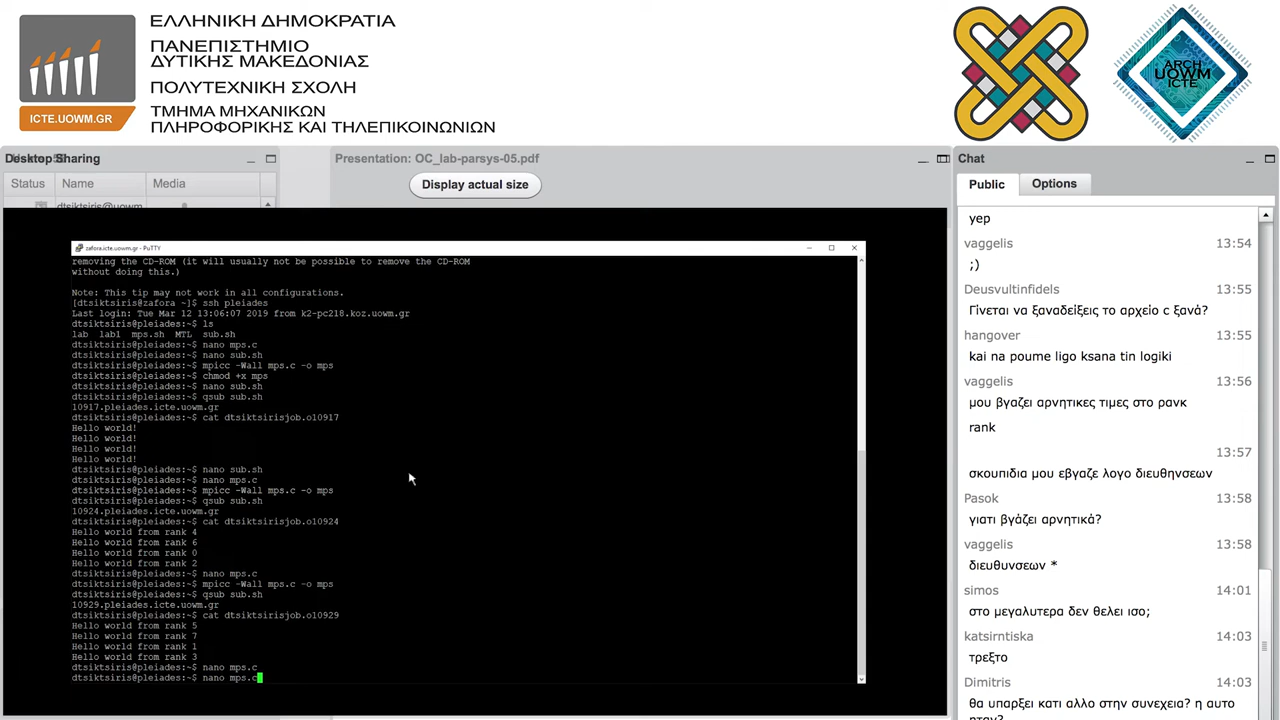 ΕΛΛΗΝΙΚΗ ΔΗΜΟΚΡΑΤΙΑ
ΠΑΝΕΠΙΣΤΗΜΙΟ
ΔΥΤΙΚΗΣ ΜΑΚΕΔΟΝΙΑΣ
ΠΟΛΥΤΕΧΝΙΚΗ ΣΧΟΛΗ
ΤΜΗΜΑ ΜΗΧΑΝΙΚΩΝ
ΠΛΗΡΟΦΟΡΙΚΗΣ ΚΑΙ ΤΗΛΕΠΙΚΟΙΝΩΝΙΩΝ
ICTE.UOWM.GR
ARCH
UOWM
ICTE
Desktop Sharing
Status Name Media
dtsiktsiris@uowm
Presentation: OC_lab-parsys-05.pdf
Display actual size
zafora.icte.uowm.gr - PuTTY
removing the CD-ROM (it will usually not be possible to remove the CD-ROM
without doing this.)
Note: This tip may not work in all configurations.
[dtsiktsiris@zafora ~]$ ssh pleiades
Last login: Tue Mar 12 13:06:07 2019 from k2-pc218.koz.uowm.gr
dtsiktsiris@pleiades:~$ ls
lab lab1 mps.sh MTL sub.sh
dtsiktsiris@pleiades:~$ nano mps.c
dtsiktsiris@pleiades:~$ nano sub.sh
dtsiktsiris@pleiades:~$ mpicc -Wall mps.c -o mps
dtsiktsiris@pleiades:~$ chmod +x mps
dtsiktsiris@pleiades:~$ nano sub.sh
dtsiktsiris@pleiades:~$ qsub sub.sh
10917.pleiades.icte.uowm.gr
dtsiktsiris@pleiades:~$ cat dtsiktsirisjob.o10917
Hello world!
Hello world!
Hello world!
Hello world!
dtsiktsiris@pleiades:~$ nano sub.sh
dtsiktsiris@pleiades:~$ nano mps.c
dtsiktsiris@pleiades:~$ mpicc -Wall mps.c -o mps
dtsiktsiris@pleiades:~$ qsub sub.sh
10924.pleiades.icte.uowm.gr
dtsiktsiris@pleiades:~$ cat dtsiktsirisjob.o10924
Hello world from rank 4
Hello world from rank 6
Hello world from rank 0
Hello world from rank 2
dtsiktsiris@pleiades:~$ nano mps.c
dtsiktsiris@pleiades:~$ mpicc -Wall mps.c -o mps
dtsiktsiris@pleiades:~$ qsub sub.sh
10929.pleiades.icte.uowm.gr
dtsiktsiris@pleiades:~$ cat dtsiktsirisjob.o10929
Hello world from rank 5
Hello world from rank 7
Hello world from rank 1
Hello world from rank 3
dtsiktsiris@pleiades:~$ nano mps.c
dtsiktsiris@pleiades:~$ nano mps.c
Chat
Public Options
yep
vaggelis 13:54
;)
Deusvultinfidels 13:55
Γίνεται να ξαναδείξεις το αρχείο c ξανά?
hangover 13:55
kai na poume ligo ksana tin logiki
vaggelis 13:56
μου βγαζει αρνητικες τιμες στο ρανκ
rank
13:57
σκουπιδια μου εβγαζε λογο διευθηνσεων
Pasok 13:58
γιατι βγάζει αρνητικά?
vaggelis 13:58
διευθυνσεων *
simos 14:01
στο μεγαλυτερα δεν θελει ισο;
katsirntiska 14:03
τρεξτο
Dimitris 14:03
θα υπαρξει κατι αλλο στην συνεχεια? η αυτο
ηταν?